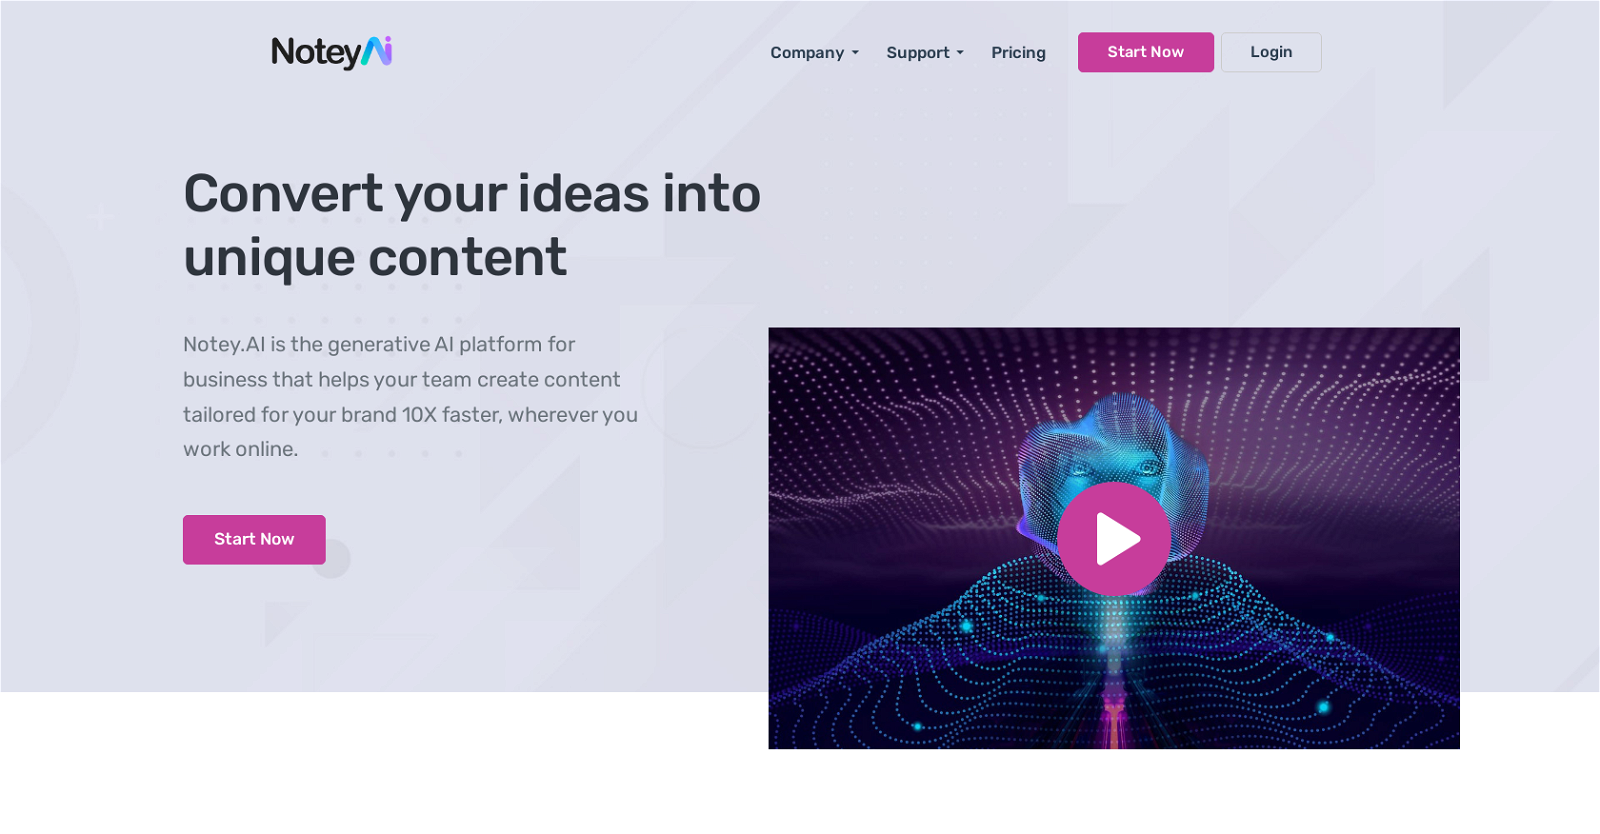 NoteyAi
Company
Support
Pricing
Start Now
Login
Convert your ideas into
unique content
Notey.AI is the generative AI platform for
business that helps your team create content
tailored for your brand 10X faster, wherever you
work online.
Start Now